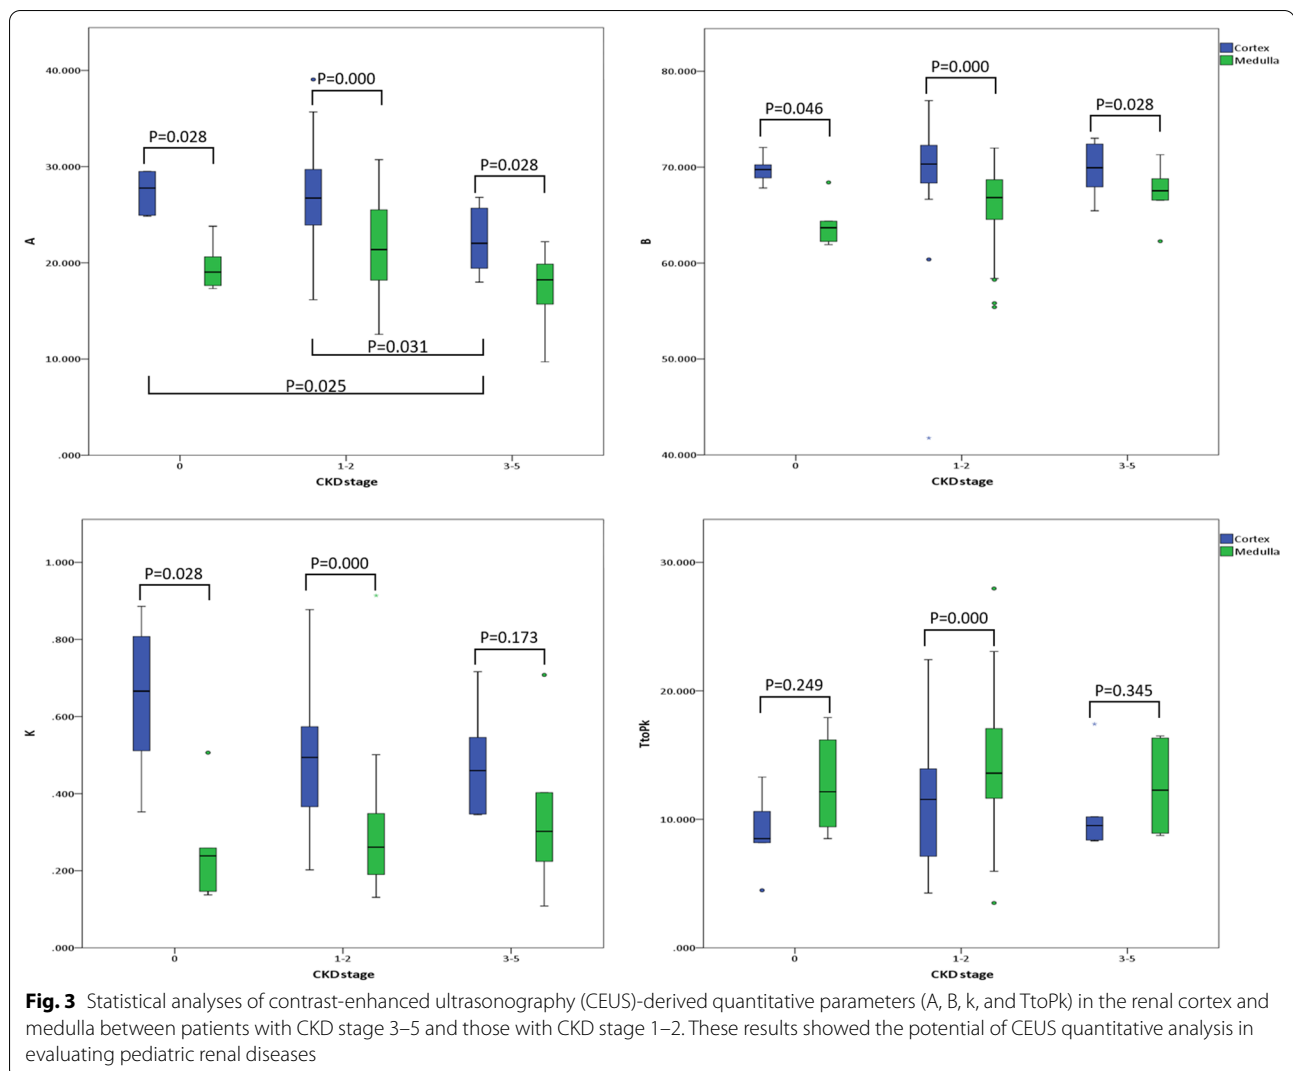 40.000
30.000
20.000
10.000
.000
A
P=0.028
P=0.000
P=0.028
P=0.031
P=0.025
0
1-2
3-5
CKD stage
80.000
70.000
60.000
50.000
40.000
B
P=0.046
P=0.000
P=0.028
0
1-2
3-5
CKD stage
Cortex
Medulla
1.000
.800
.600
.400
.200
.000
K
P=0.028
P=0.000
P=0.173
0
1-2
3-5
CKD stage
30.000
20.000
10.000
.000
TtoPk
P=0.249
P=0.000
P=0.345
0
1-2
3-5
CKD stage
Cortex
Medulla
Fig. 3 Statistical analyses of contrast-enhanced ultrasonography (CEUS)-derived quantitative parameters (A, B, k, and TtoPk) in the renal cortex and
medulla between patients with CKD stage 3–5 and those with CKD stage 1–2. These results showed the potential of CEUS quantitative analysis in
evaluating pediatric renal diseases